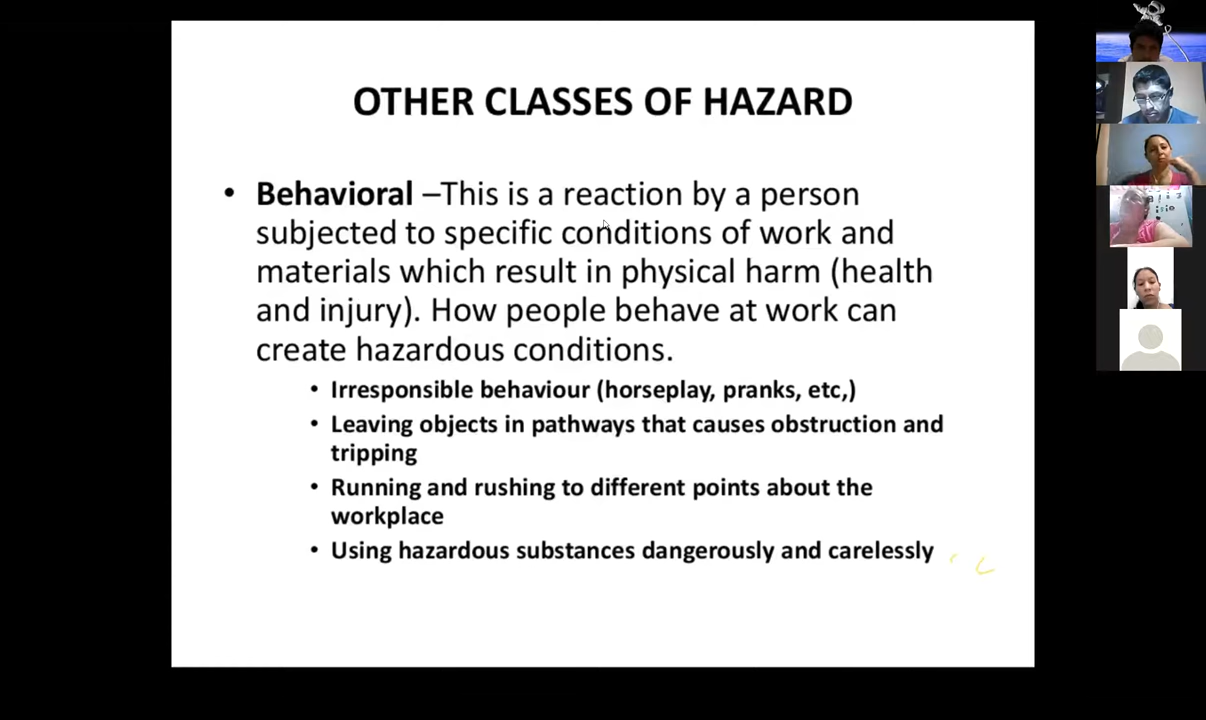 OTHER CLASSES OF HAZARD
• Behavioral –This is a reaction by a person
subjected to specific conditions of work and
materials which result in physical harm (health
and injury). How people behave at work can
create hazardous conditions.
• Irresponsible behaviour (horseplay, pranks, etc,)
• Leaving objects in pathways that causes obstruction and
tripping
• Running and rushing to different points about the
workplace
• Using hazardous substances dangerously and carelessly